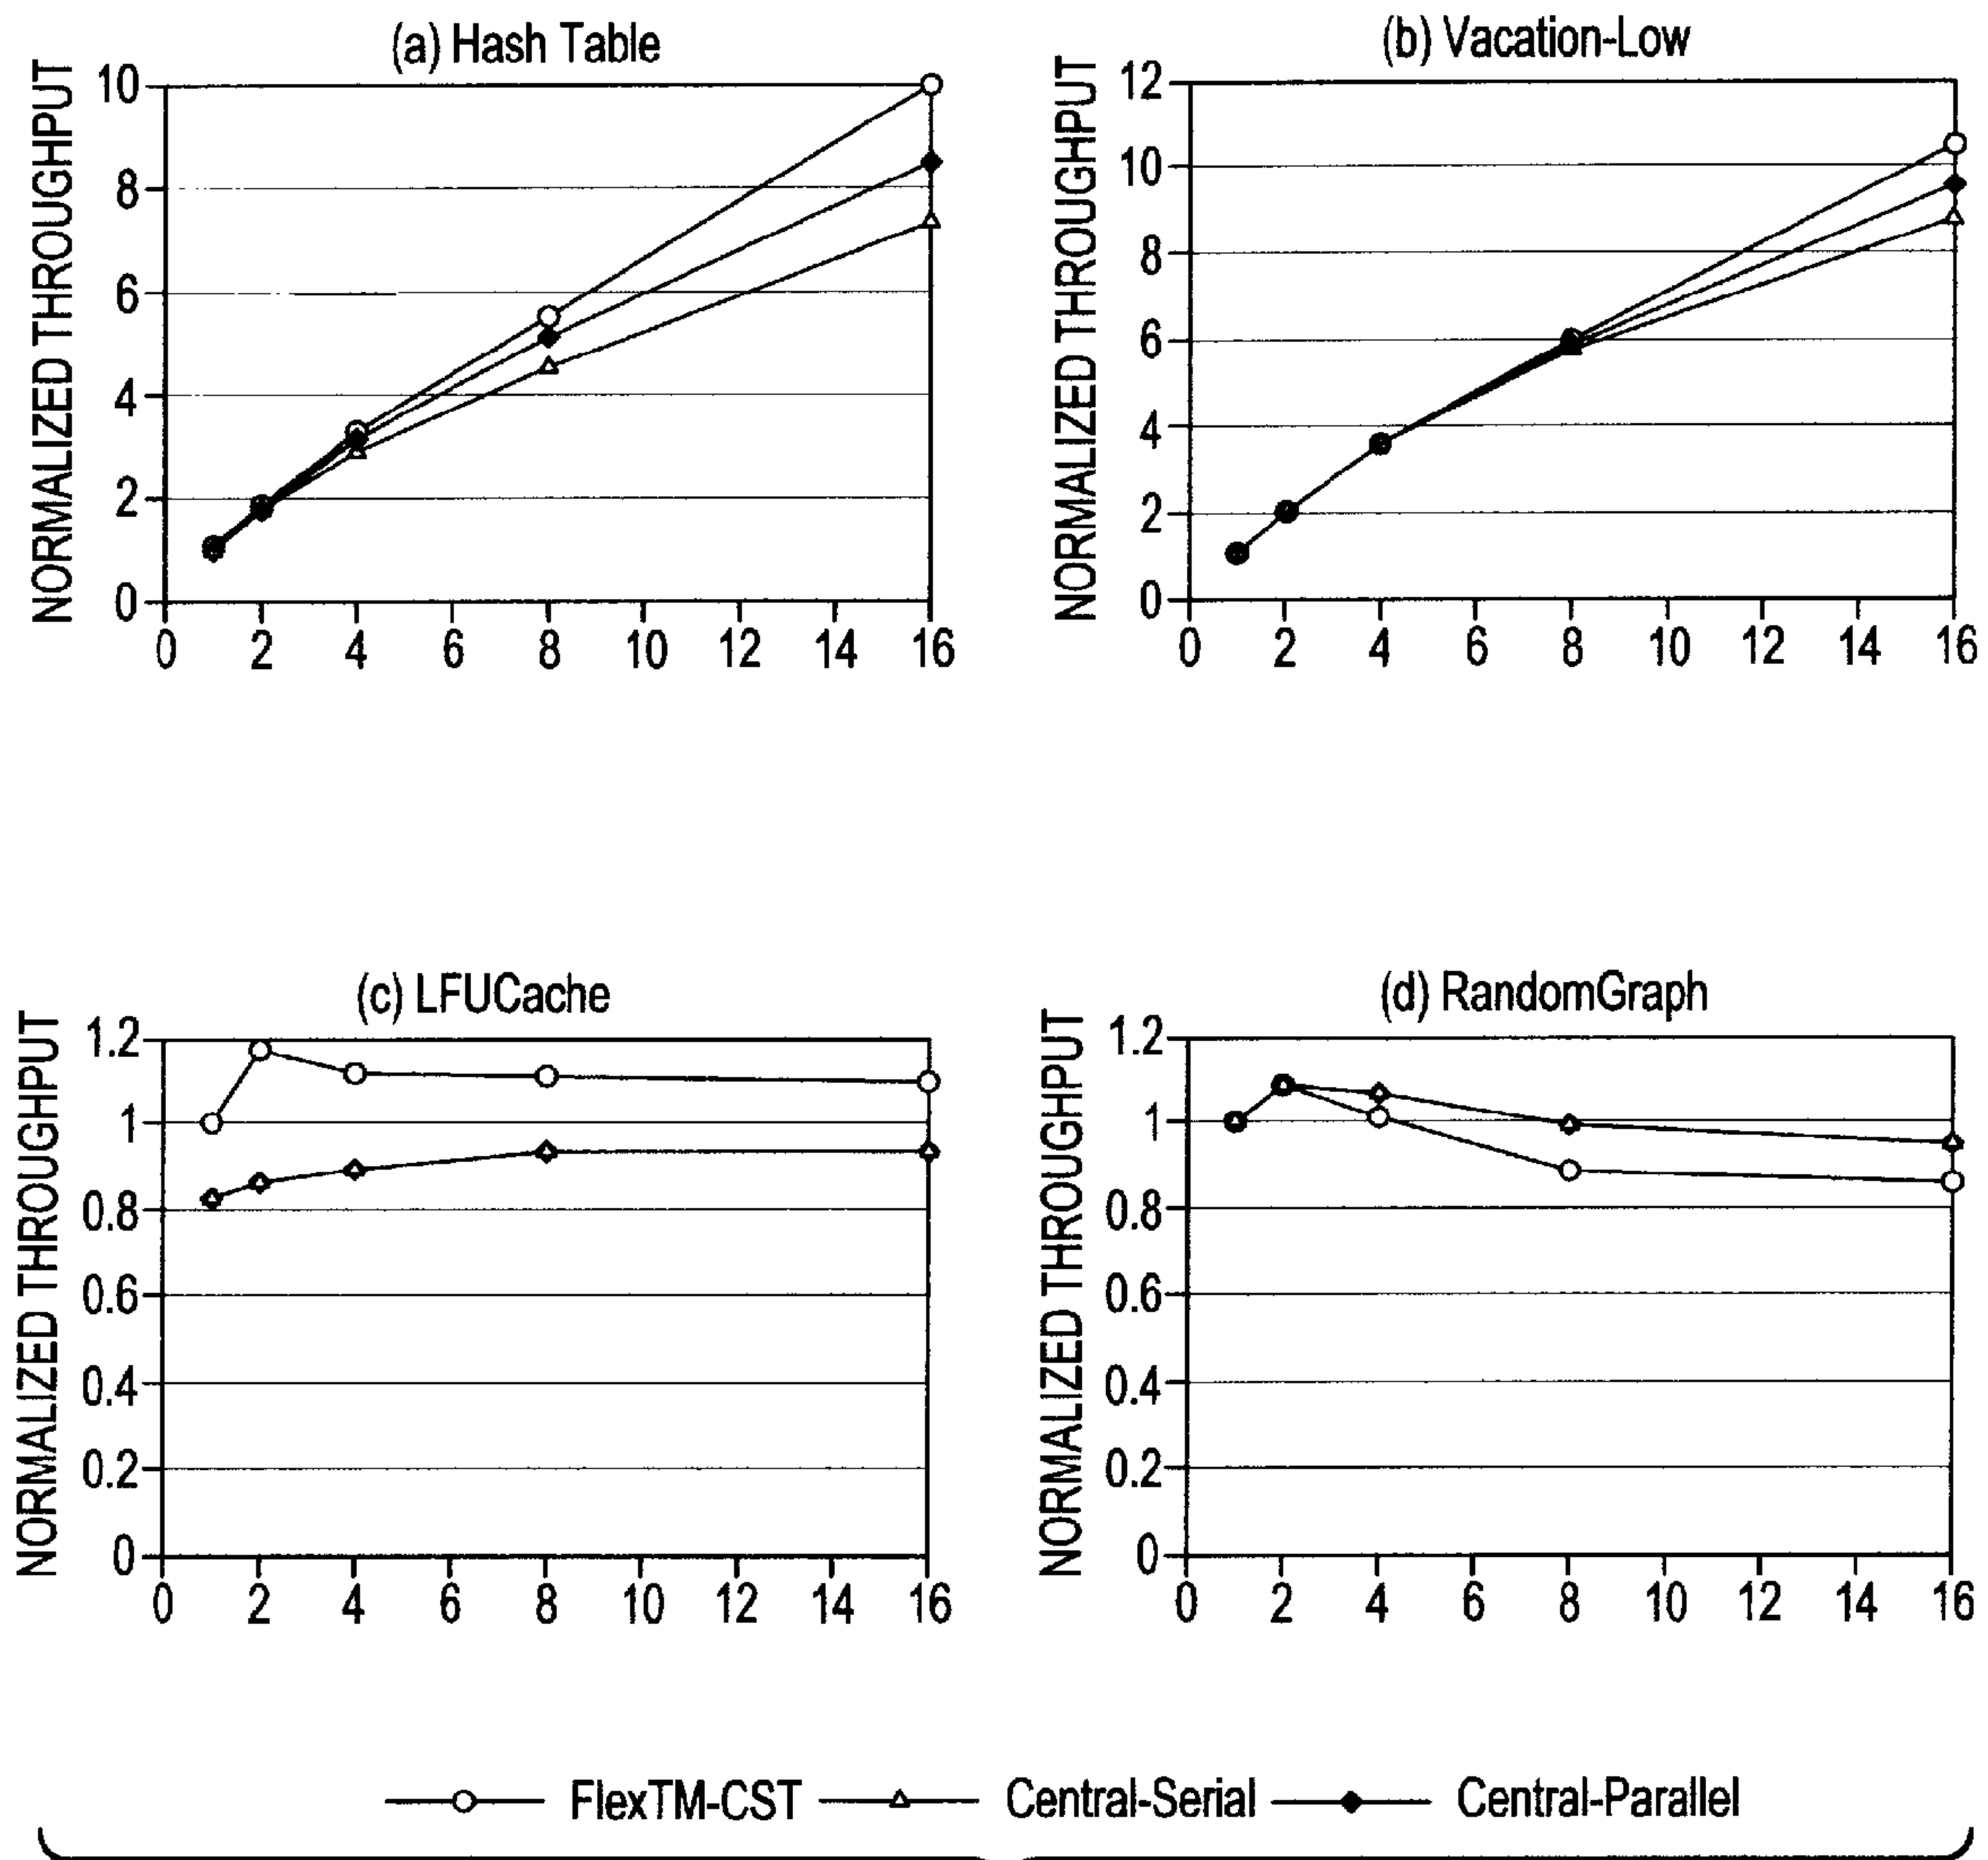 (a) Hash Table
NORMALIZED THROUGHPUT
10
8
6
4
2
0
0 2 4 6 8 10 12 14 16
(b) Vacation-Low
NORMALIZED THROUGHPUT
12
10
8
6
4
2
0
0 2 4 6 8 10 12 14 16
(c) LFUCache
NORMALIZED THROUGHPUT
1.2
1
0.8
0.6
0.4
0.2
0
0 2 4 6 8 10 12 14 16
(d) RandomGraph
NORMALIZED THROUGHPUT
1.2
1
0.8
0.6
0.4
0.2
0
0 2 4 6 8 10 12 14 16
FlexTM-CST Central-Serial Central-Parallel